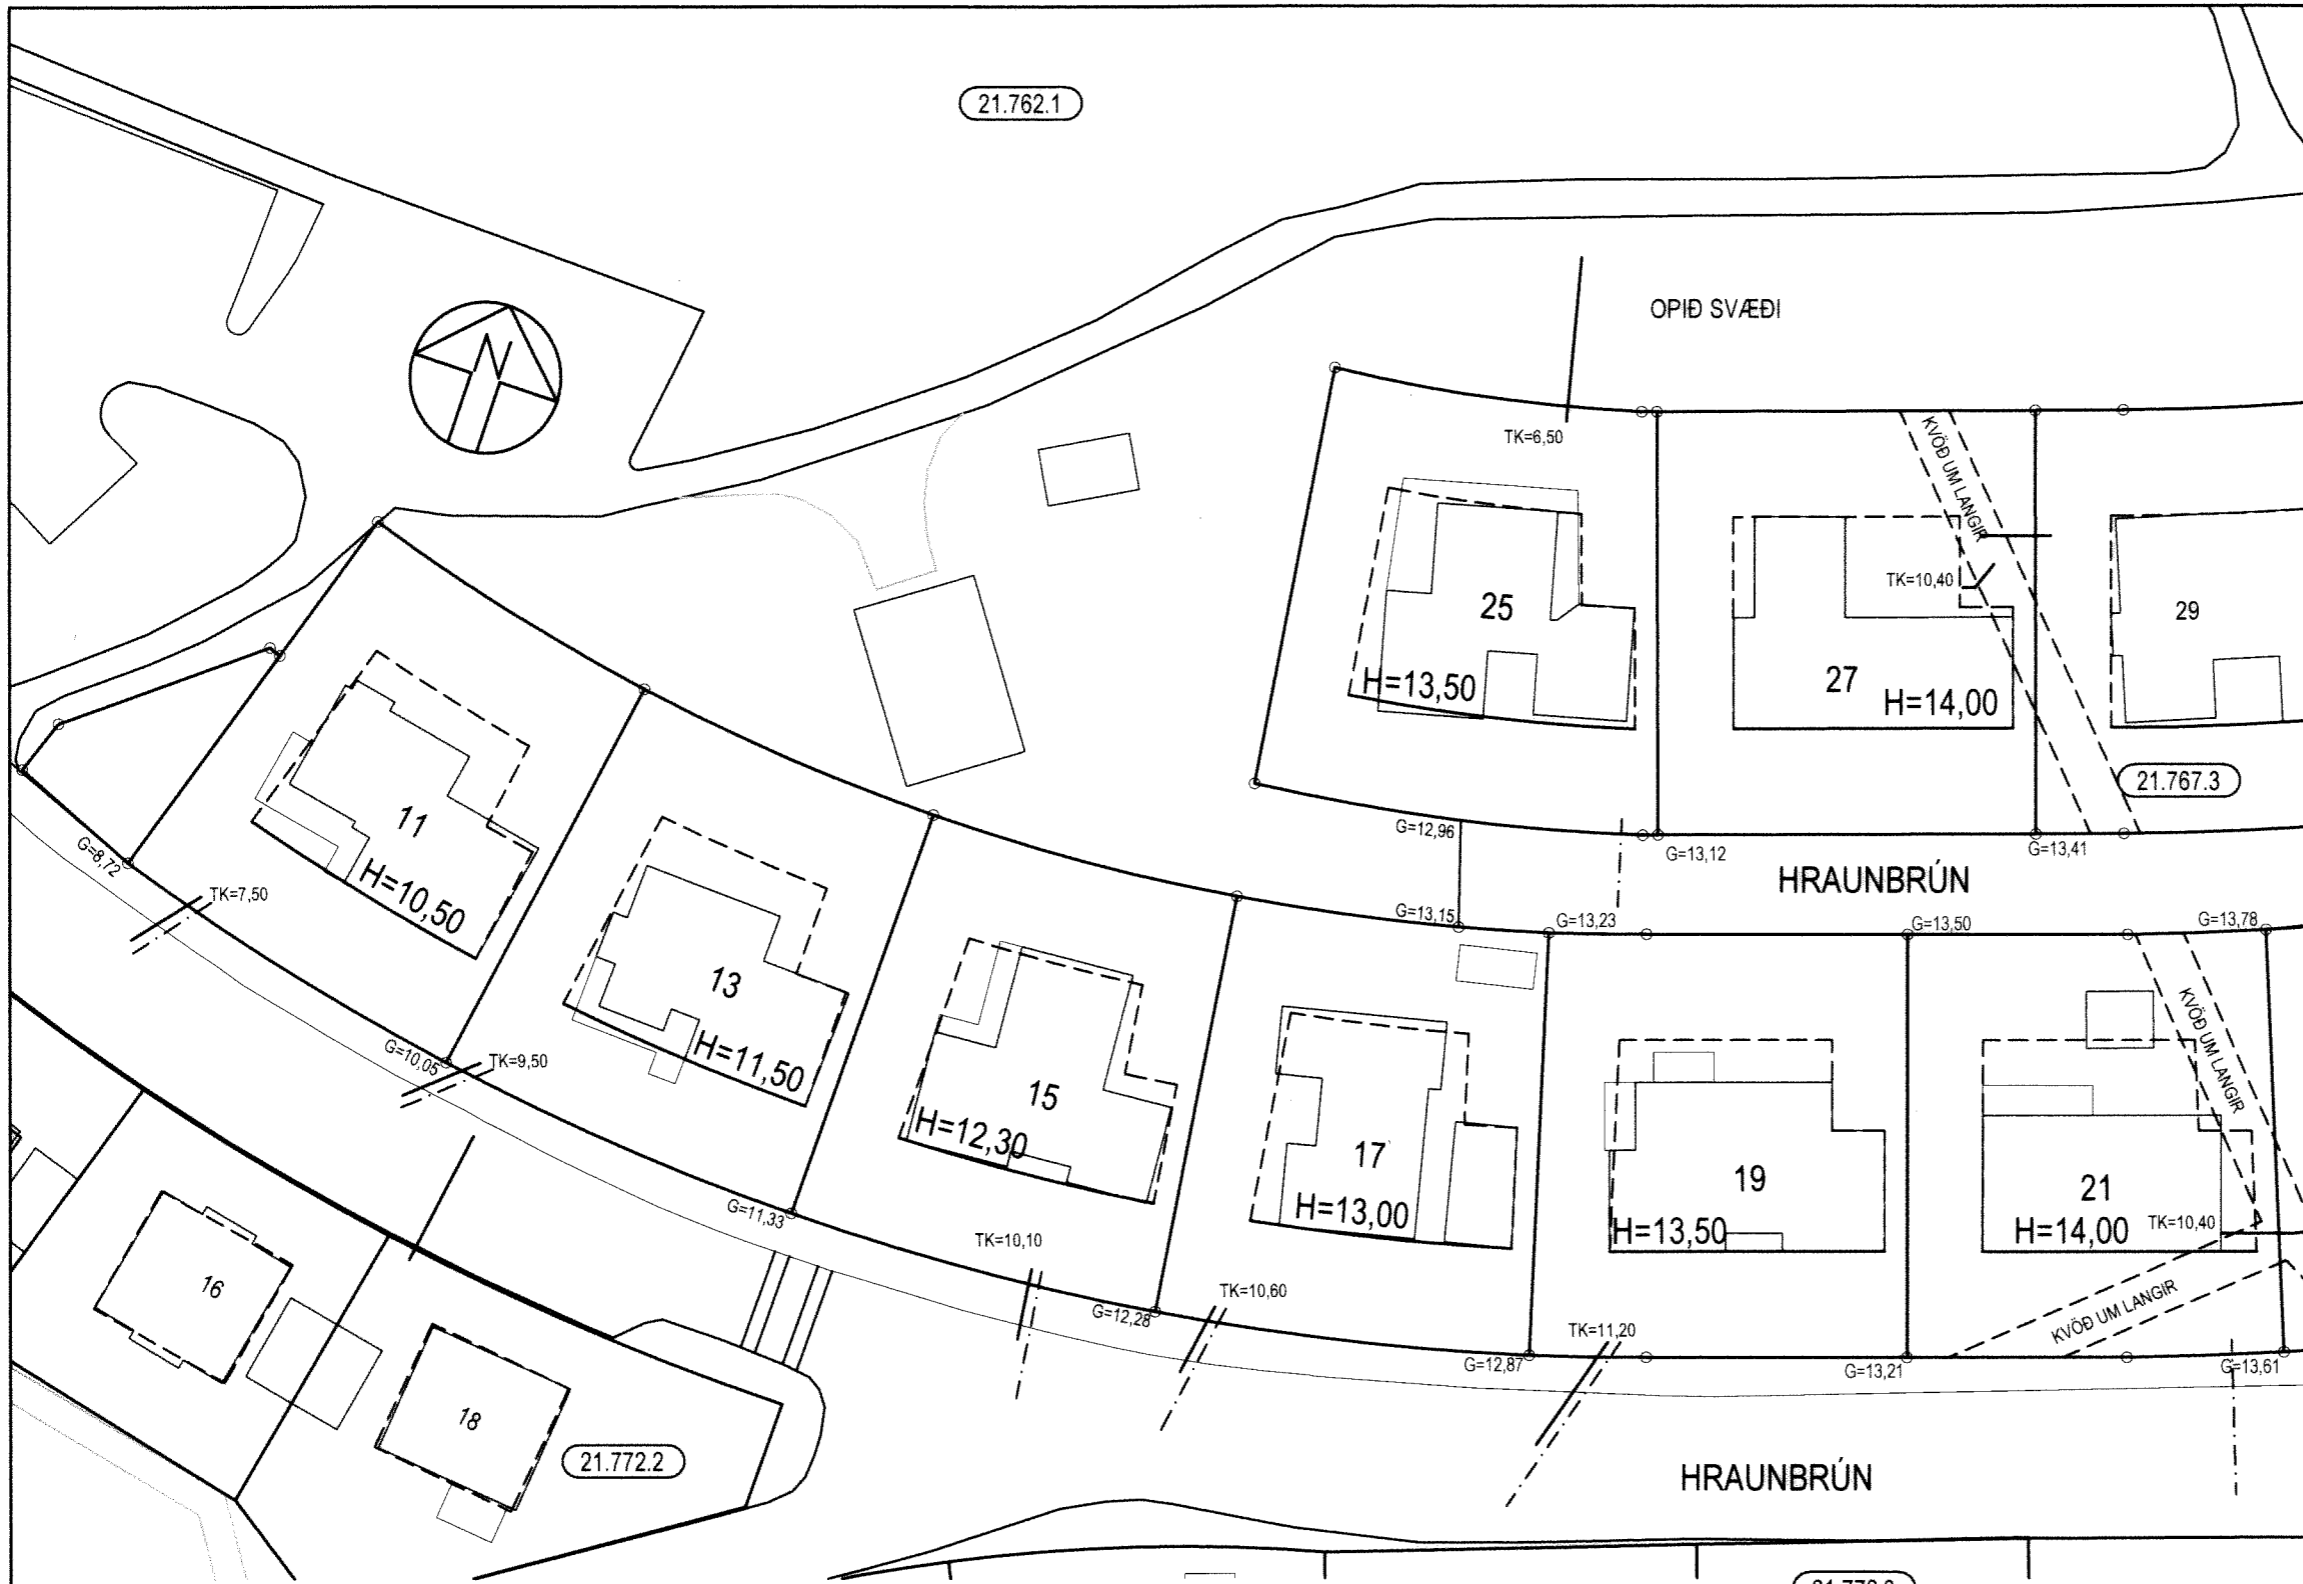 21.762.1
N
OPIÐ SVÆÐI
TK=6,50
KVÖÐ UM LANGIR
TK=10,40
25
H=13,50
27
H=14,00
29
21.767.3
G=12,96
G=13,12
G=13,41
HRAUNBRÚN
G=13,15
G=13,23
G=13,50
G=13,78
11
H=10,50
G=8,72
TK=7,50
13
H=11,50
G=10,05
TK=9,50
15
H=12,30
G=11,33
TK=10,10
17
H=13,00
G=12,28
TK=10,60
19
H=13,50
G=12,87
TK=11,20
21
H=14,00
TK=10,40
KVÖÐ UM LANGIR
KVÖÐ UM LANGIR
G=13,21
G=13,61
16
18
21.772.2
HRAUNBRÚN